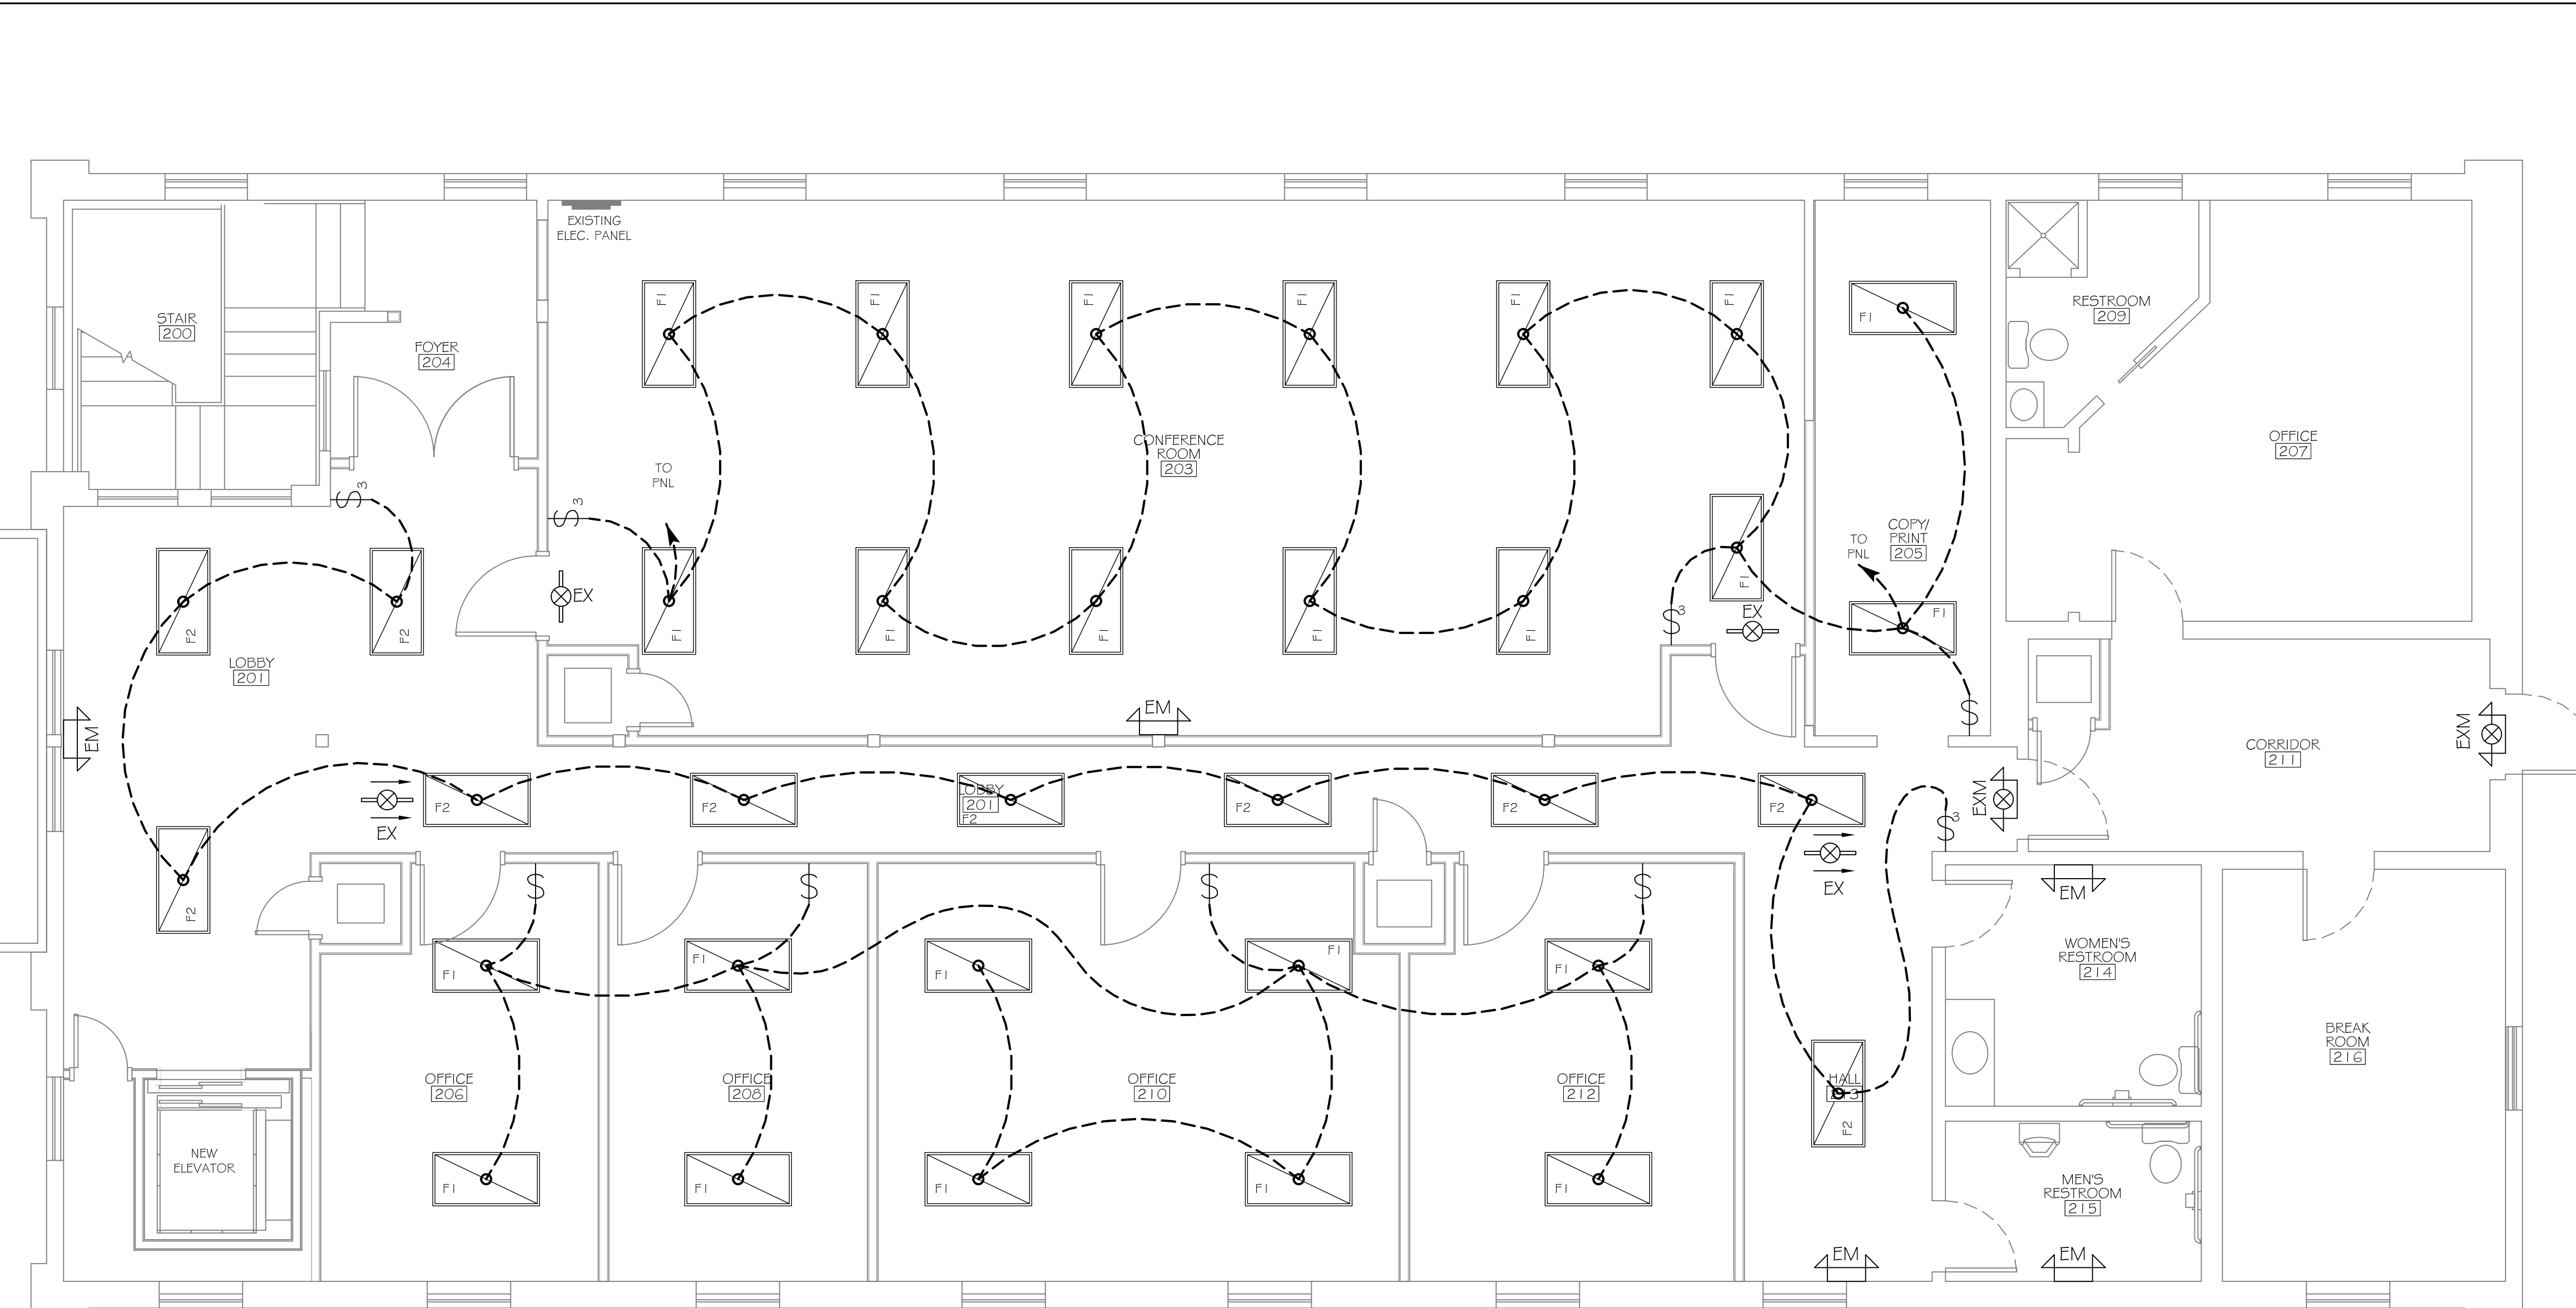 EXISTING
ELEC. PANEL
F1
F1
F1
F1
F1
F1
F1
STAIR
200
FOYER
204
RESTROOM
209
CONFERENCE
ROOM
203
OFFICE
207
TO
PNL
$3
$3
COPY/
PRINT
205
TO
PNL
F1
EX
F1
F1
F1
F1
F1
F1
$3
EX
F2
F2
LOBBY
201
EM
EM
$
EXM
CORRIDOR
211
EXM
F2
F2
LOBBY
201
F2
F2
F2
F2
EX
EX
$3
$
$
$
$
EM
F2
F1
F1
F1
F1
F1
WOMEN'S
RESTROOM
214
BREAK
ROOM
216
OFFICE
206
OFFICE
208
OFFICE
210
OFFICE
212
HALL
213
F2
NEW
ELEVATOR
F1
F1
F1
F1
F1
MEN'S
RESTROOM
215
EM
EM